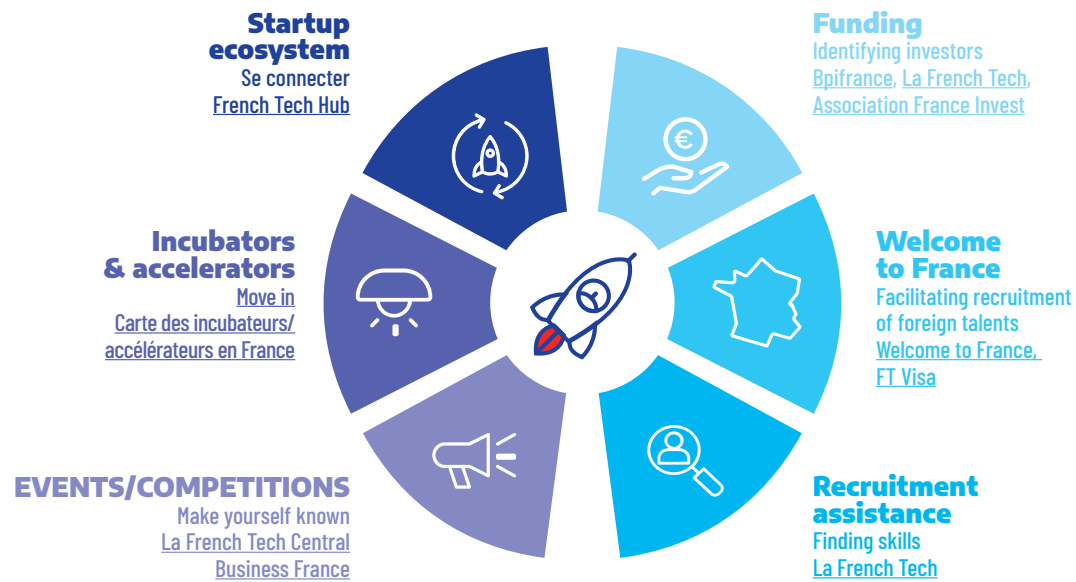 Startup
ecosystem
Se connecter
French Tech Hub
Funding
Identifying investors
Bpifrance, La French Tech,
Association France Invest
Incubators
& accelerators
Move in
Carte des incubateurs/
accélérateurs en France
Welcome
to France
Facilitating recruitment
of foreign talents
Welcome to France,
FT Visa
EVENTS/COMPETITIONS
Make yourself known
La French Tech Central
Business France
Recruitment
assistance
Finding skills
La French Tech
€